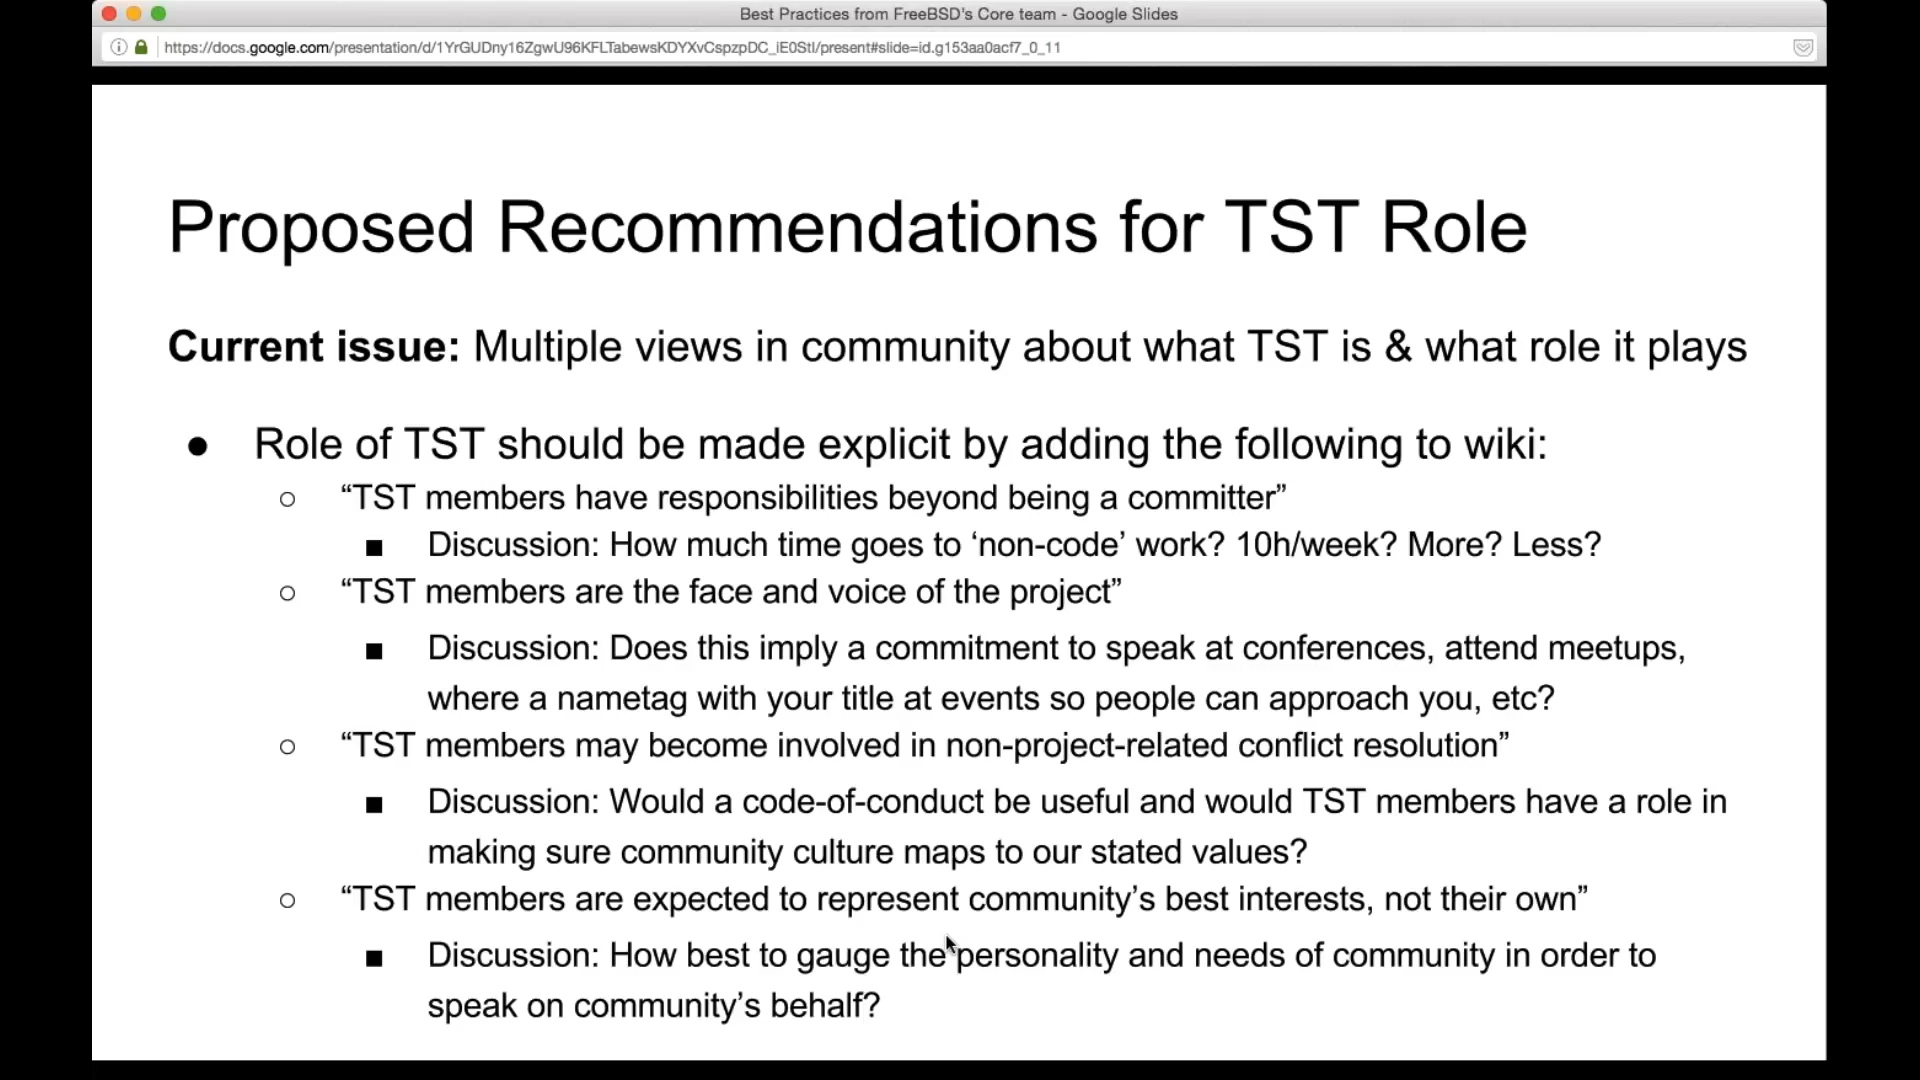 Best Practices from FreeBSD's Core team - Google Slides
https://docs.google.com/presentation/d/1YrGUDny16ZgwU96KFLTabewsKDYXvCspzpDC_iE0StI/present#slide=id.g153aa0acf7_0_11
Proposed Recommendations for TST Role
Current issue: Multiple views in community about what TST is & what role it plays
● Role of TST should be made explicit by adding the following to wiki:
○ “TST members have responsibilities beyond being a committer”
■ Discussion: How much time goes to ‘non-code’ work? 10h/week? More? Less?
○ “TST members are the face and voice of the project”
■ Discussion: Does this imply a commitment to speak at conferences, attend meetups,
where a nametag with your title at events so people can approach you, etc?
○ “TST members may become involved in non-project-related conflict resolution”
■ Discussion: Would a code-of-conduct be useful and would TST members have a role in
making sure community culture maps to our stated values?
○ “TST members are expected to represent community’s best interests, not their own”
■ Discussion: How best to gauge the personality and needs of community in order to
speak on community’s behalf?